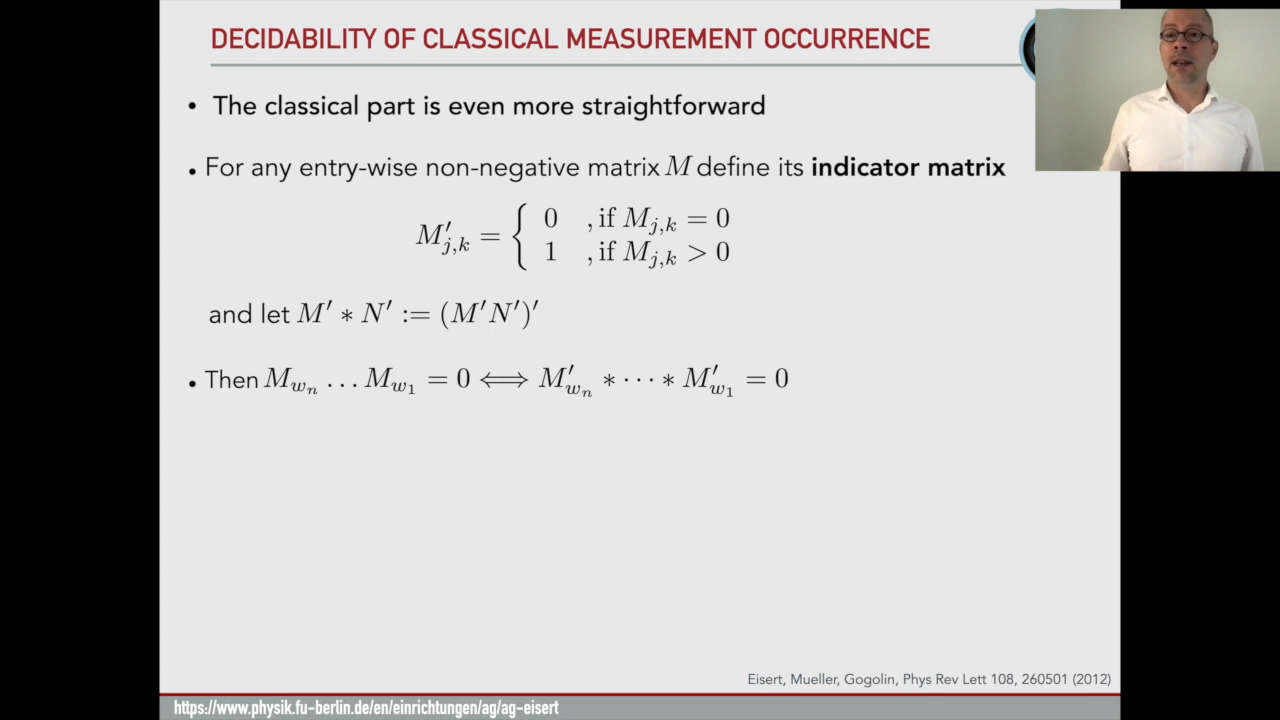 DECIDABILITY OF CLASSICAL MEASUREMENT OCCURRENCE
• The classical part is even more straightforward
• For any entry-wise non-negative matrix M define its indicator matrix
M′_{j,k} = { 0 , if M_{j,k} = 0
1 , if M_{j,k} > 0
and let M′ * N′ := (M′N′)′
• Then M_{w_n} … M_{w_1} = 0 ⟺ M′_{w_n} * ⋯ * M′_{w_1} = 0
Eisert, Mueller, Gogolin, Phys Rev Lett 108, 260501 (2012)
https://www.physik.fu-berlin.de/en/einrichtungen/ag/ag-eisert